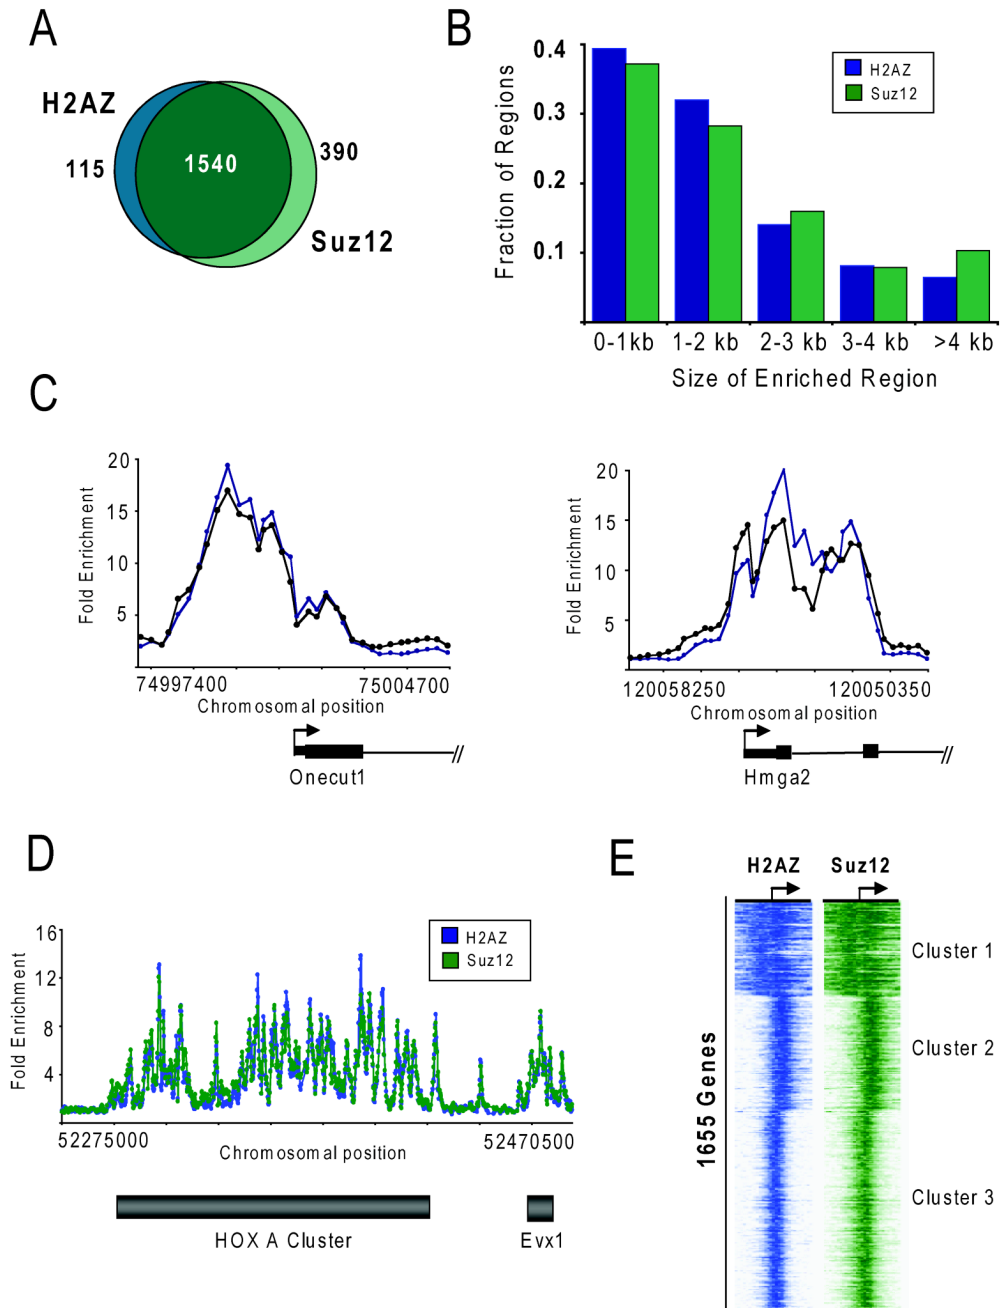 A
H2AZ
115
1540
390
Suz12
B
0.4
0.3
0.2
0.1
Fraction of Regions
H2AZ
Suz12
0-1kb
1-2 kb
2-3 kb
3-4 kb
>4 kb
Size of Enriched Region
C
20
15
10
5
Fold Enrichment
74997400
75004700
Chromosomal position
Onecut1
20
15
10
5
Fold Enrichment
120058250
120050350
Chromosomal position
Hmga2
D
16
12
8
4
Fold Enrichment
H2AZ
Suz12
52275000
52470500
Chromosomal position
HOX A Cluster
Evx1
E
H2AZ
Suz12
1655 Genes
Cluster 1
Cluster 2
Cluster 3